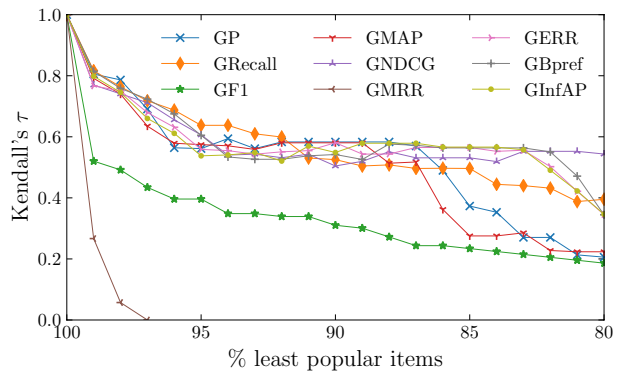 1.0
0.8
0.6
0.4
0.2
0.0
Kendall's τ
GP
GRecall
GF1
GMAP
GNDCG
GMRR
GERR
GBpref
GInfAP
100 95 90 85 80
% least popular items